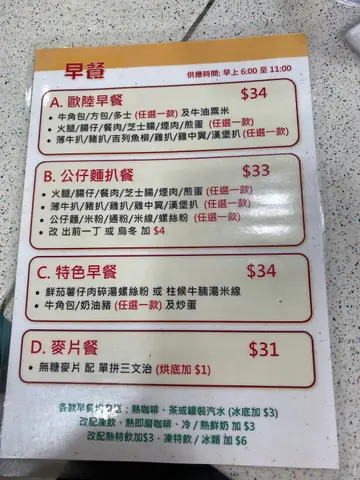 早餐
供應時間: 早上 6:00 至 11:00
A. 歐陸早餐 $34
• 牛角包/方包/多士 (任選一款) 及牛油粟米
• 火腿/腸仔/餐肉/芝士腸/煙肉/煎蛋 (任選一款)
• 薄牛扒/豬扒/吉列魚柳/雞扒/雞中翼/漢堡扒 (任選一款)
B. 公仔麵扒餐 $33
• 火腿/腸仔/餐肉/芝士腸/煙肉/煎蛋 (任選一款)
• 薄牛扒/豬扒/雞扒/雞中翼/漢堡扒 (任選一款)
• 公仔麵/米粉/通粉/米線/螺絲粉 (任選一款)
• 改 出前一丁 或 烏冬 加 $4
C. 特色早餐 $34
• 鮮茄薯仔肉碎湯螺絲粉 或 柱候牛腩湯米線
• 牛角包/奶油豬 (任選一款) 及炒蛋
D. 麥片餐 $31
• 無糖麥片 配 單拼三文治 (烘底加 $1)
各款早餐均送: 熱咖啡、茶或罐裝汽水 (冰底加 $3)
改配凍飲、熱即磨咖啡、冷 / 熱鮮奶 加 $3
改配熱特飲加$3、凍特飲 / 冰類 加 $6